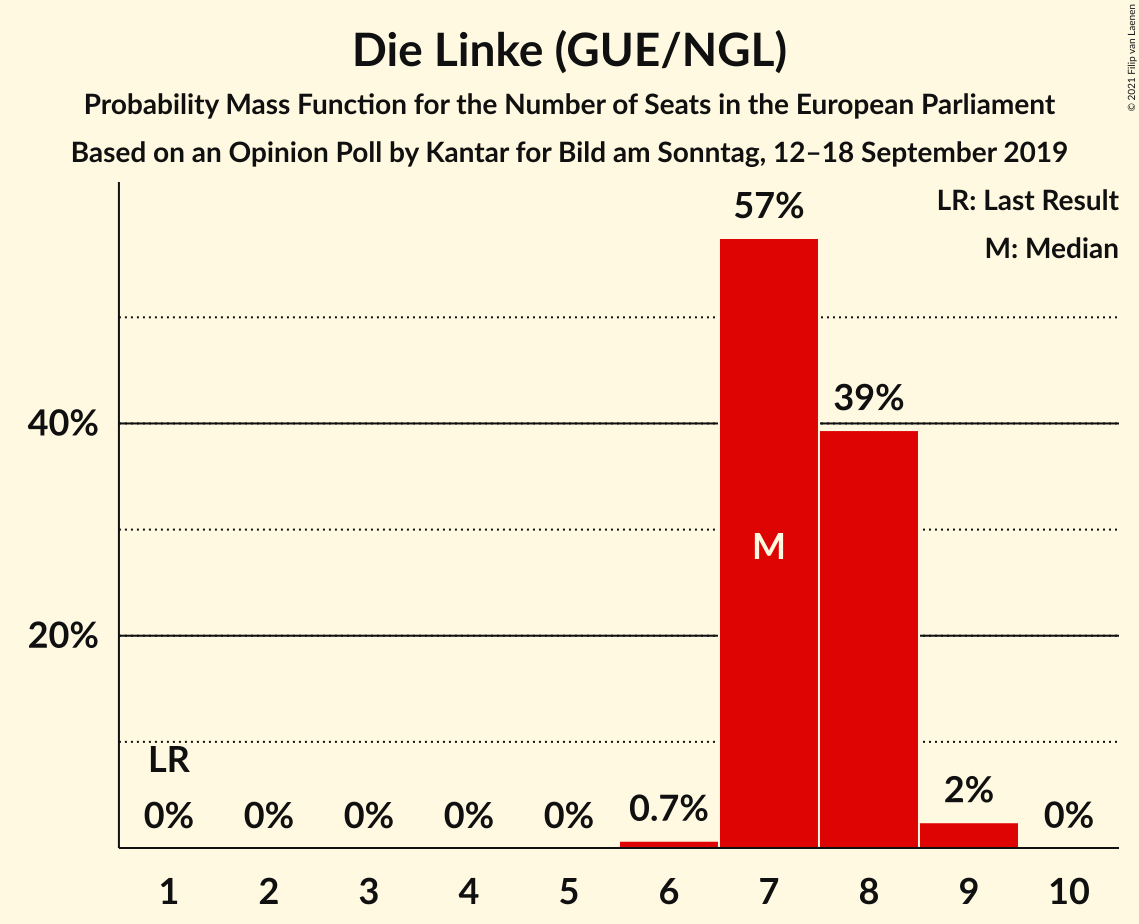 © 2021 Filip van Laenen
Die Linke (GUE/NGL)
Probability Mass Function for the Number of Seats in the European Parliament
Based on an Opinion Poll by Kantar for Bild am Sonntag, 12–18 September 2019
LR: Last Result
M: Median
57%
39%
40%
M
20%
LR
0% 0% 0% 0% 0% 0.7% 2% 0%
1 2 3 4 5 6 7 8 9 10